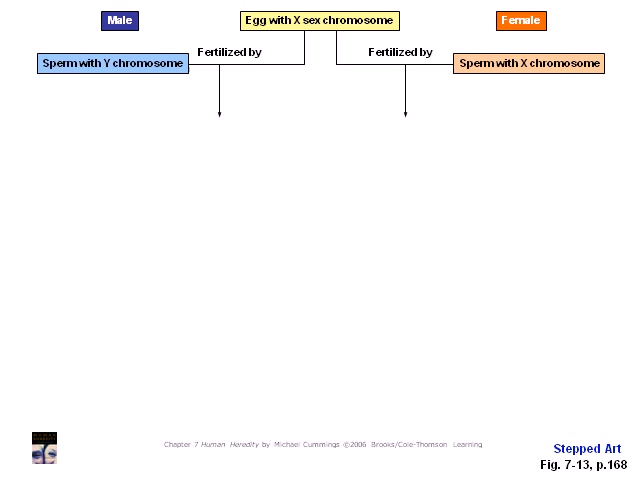 Male
Egg with X sex chromosome
Female
Fertilized by
Fertilized by
Sperm with Y chromosome
Sperm with X chromosome
Chapter 7 Human Heredity by Michael Cummings ©2006 Brooks/Cole-Thomson Learning
Stepped Art
Fig. 7-13, p.168